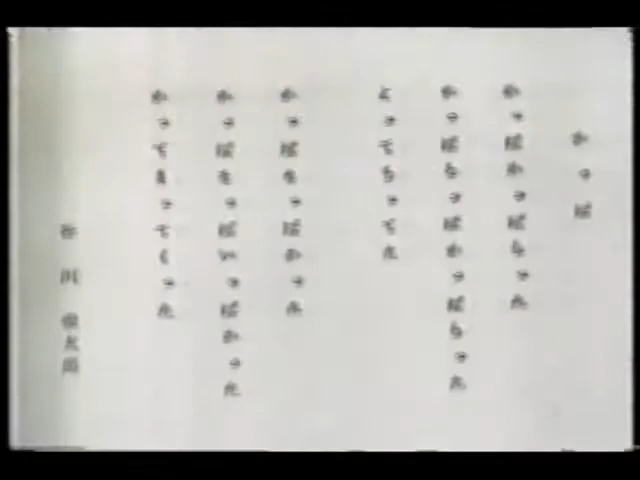 かっぱ
かっぱかっぱらった
かっぱらっぱかっぱらった
とってちってた
かっぱなっぱかった
かっぱなっぱいっぱかった
かってきってくった
谷川 俊太郎